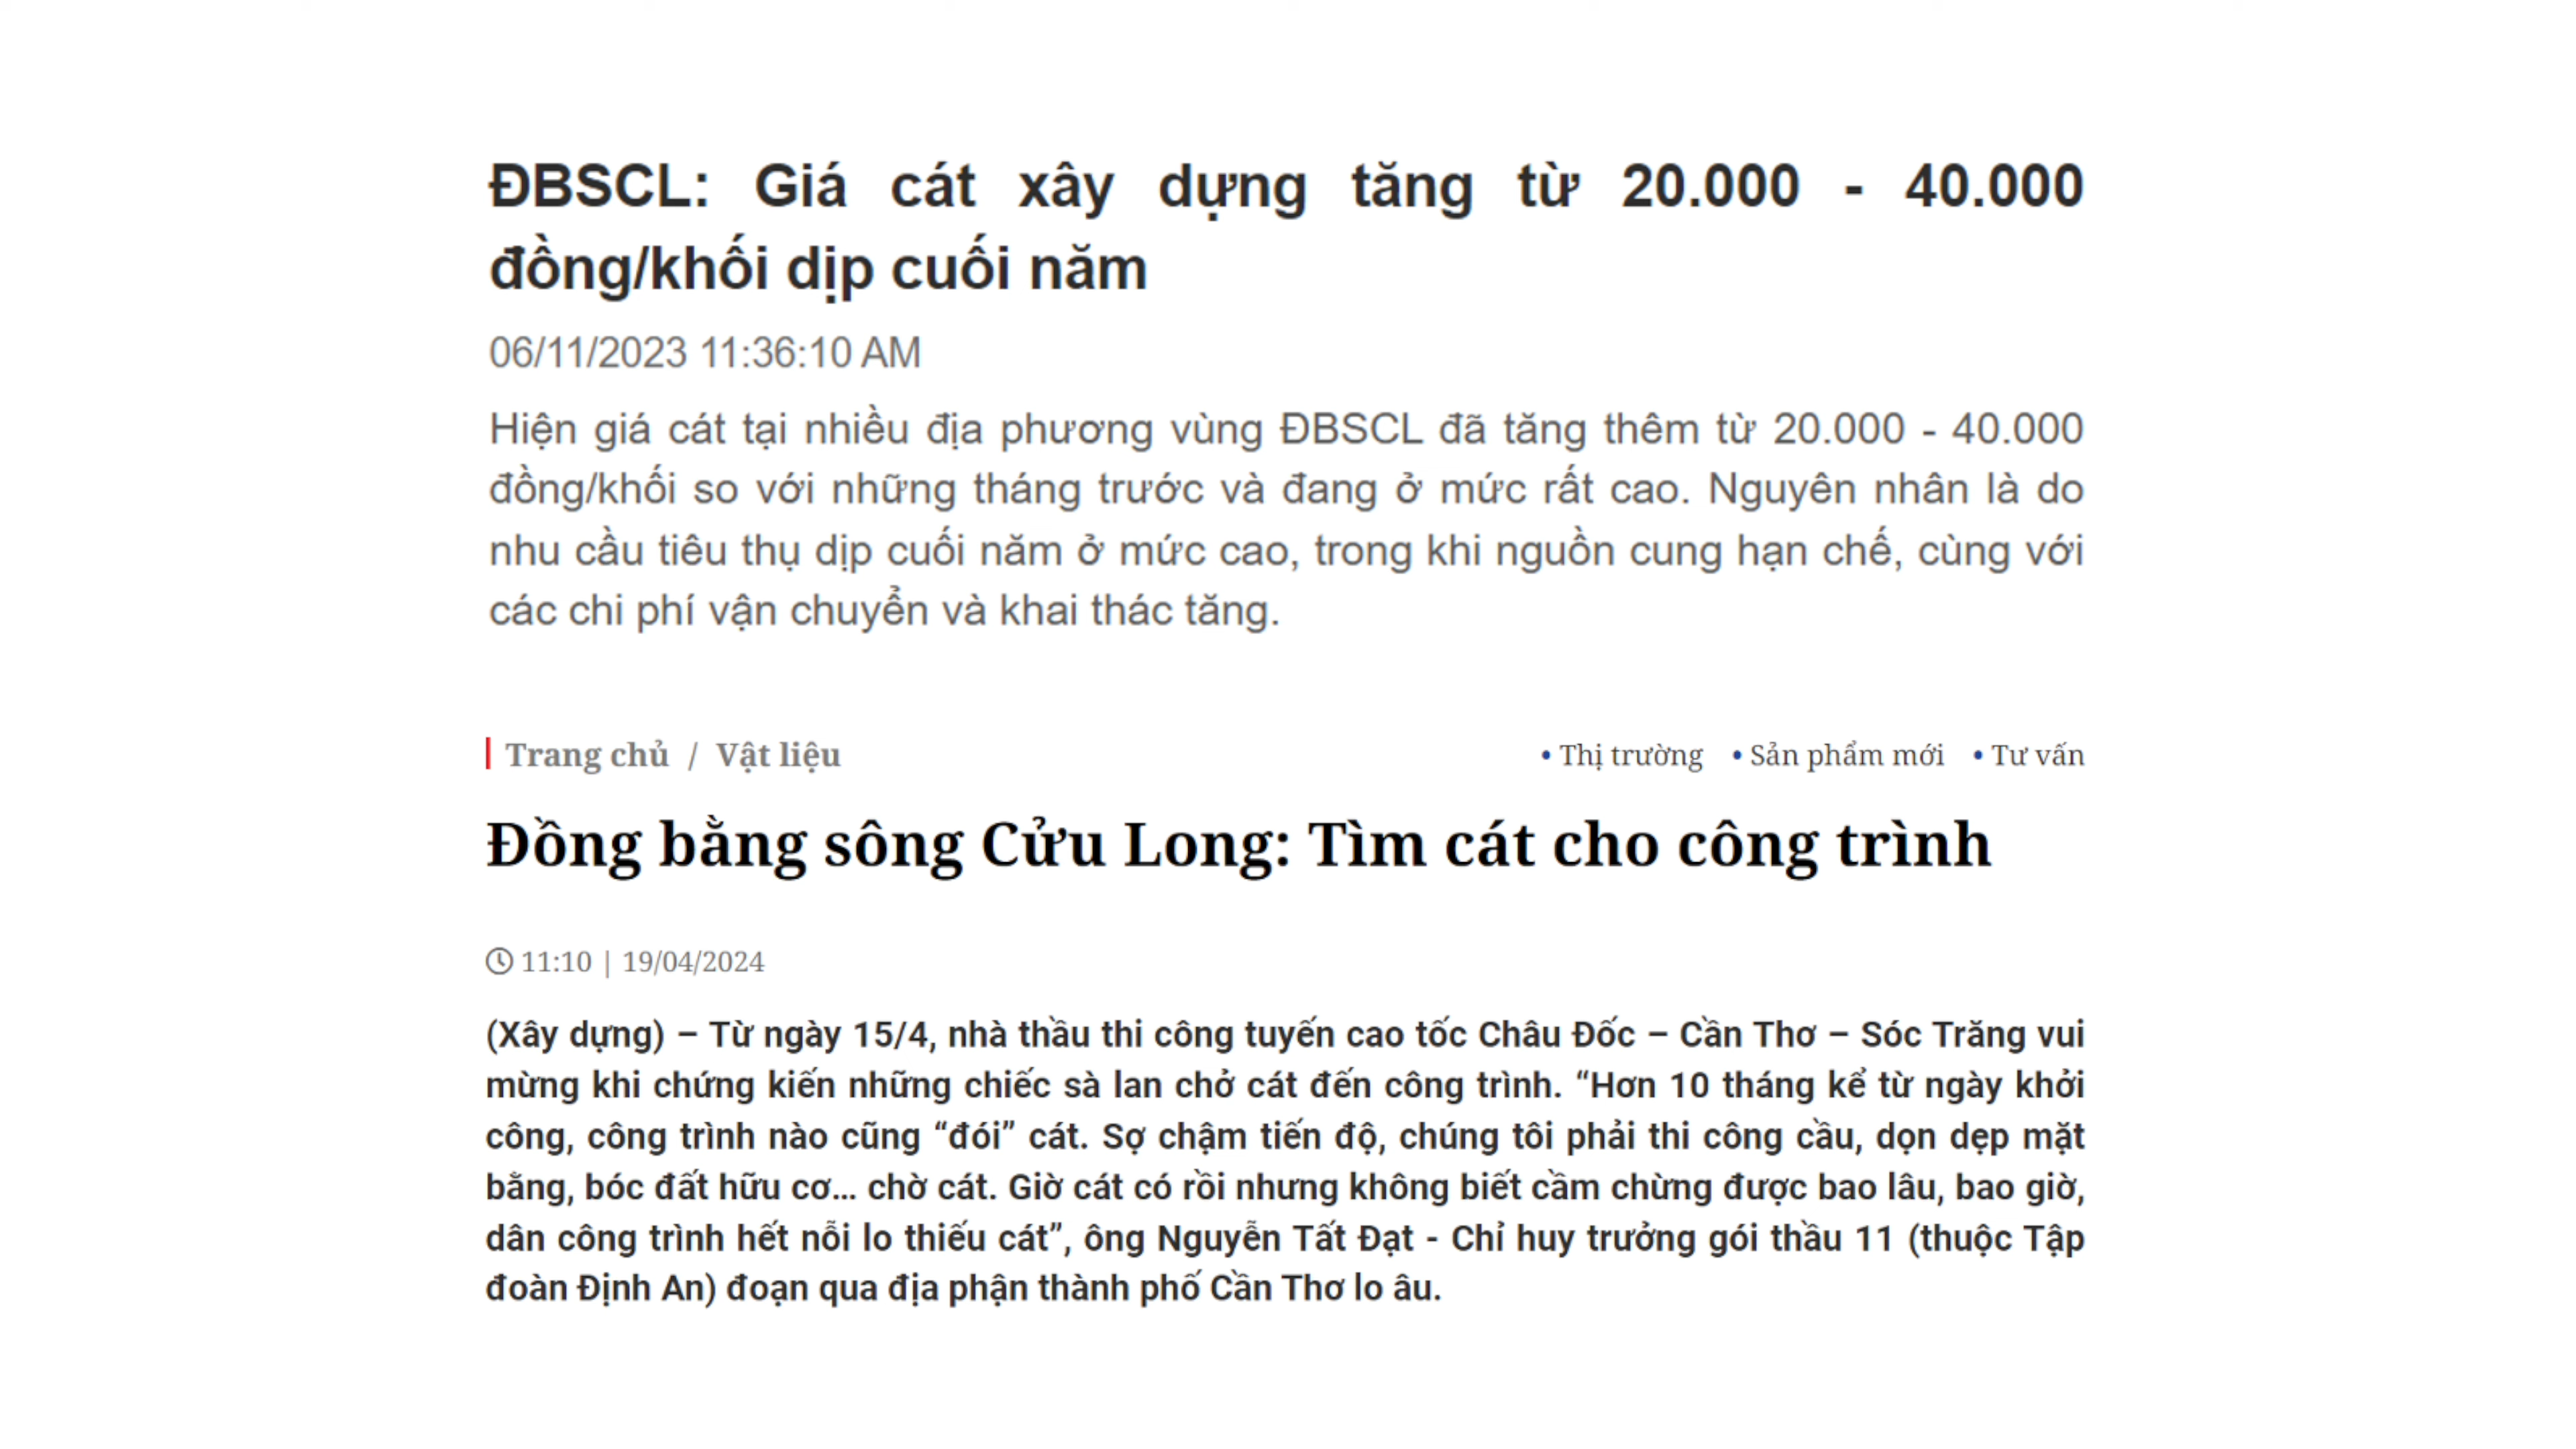 ĐBSCL: Giá cát xây dựng tăng từ 20.000 - 40.000
đồng/khối dịp cuối năm
06/11/2023 11:36:10 AM
Hiện giá cát tại nhiều địa phương vùng ĐBSCL đã tăng thêm từ 20.000 - 40.000
đồng/khối so với những tháng trước và đang ở mức rất cao. Nguyên nhân là do
nhu cầu tiêu thụ dịp cuối năm ở mức cao, trong khi nguồn cung hạn chế, cùng với
các chi phí vận chuyển và khai thác tăng.
Trang chủ / Vật liệu • Thị trường • Sản phẩm mới • Tư vấn
Đồng bằng sông Cửu Long: Tìm cát cho công trình
11:10 | 19/04/2024
(Xây dựng) – Từ ngày 15/4, nhà thầu thi công tuyến cao tốc Châu Đốc – Cần Thơ – Sóc Trăng vui
mừng khi chứng kiến những chiếc sà lan chở cát đến công trình. “Hơn 10 tháng kể từ ngày khởi
công, công trình nào cũng “đói” cát. Sợ chậm tiến độ, chúng tôi phải thi công cầu, dọn dẹp mặt
bằng, bóc đất hữu cơ… chờ cát. Giờ cát có rồi nhưng không biết cầm chừng được bao lâu, bao giờ,
dân công trình hết nỗi lo thiếu cát”, ông Nguyễn Tất Đạt - Chỉ huy trưởng gói thầu 11 (thuộc Tập
đoàn Định An) đoạn qua địa phận thành phố Cần Thơ lo âu.